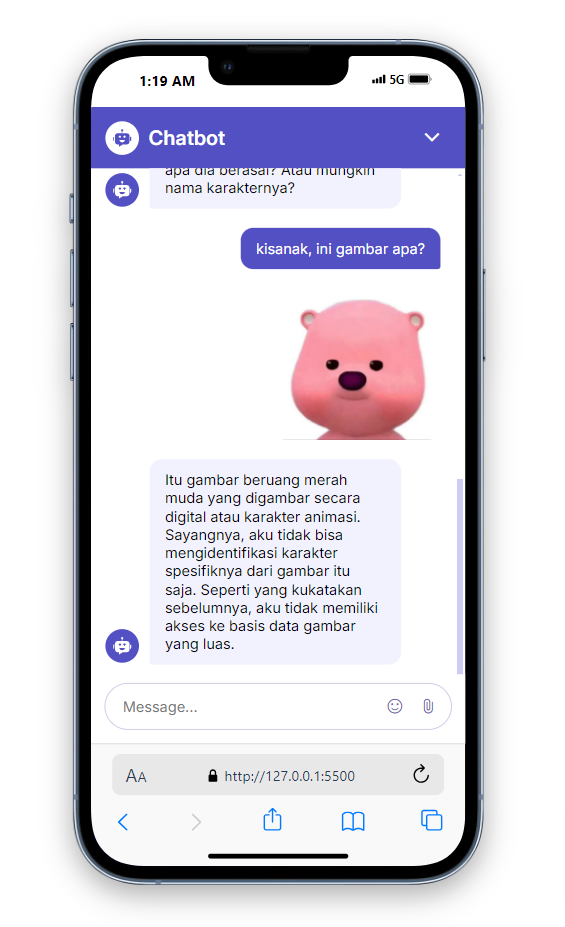 1:19 AM
5G
Chatbot
apa dia berasal? Atau mungkin
nama karakternya?
kisanak, ini gambar apa?
Itu gambar beruang merah
muda yang digambar secara
digital atau karakter animasi.
Sayangnya, aku tidak bisa
mengidentifikasi karakter
spesifiknya dari gambar itu
saja. Seperti yang kukatakan
sebelumnya, aku tidak memiliki
akses ke basis data gambar
yang luas.
Message...
AA
http://127.0.0.1:5500